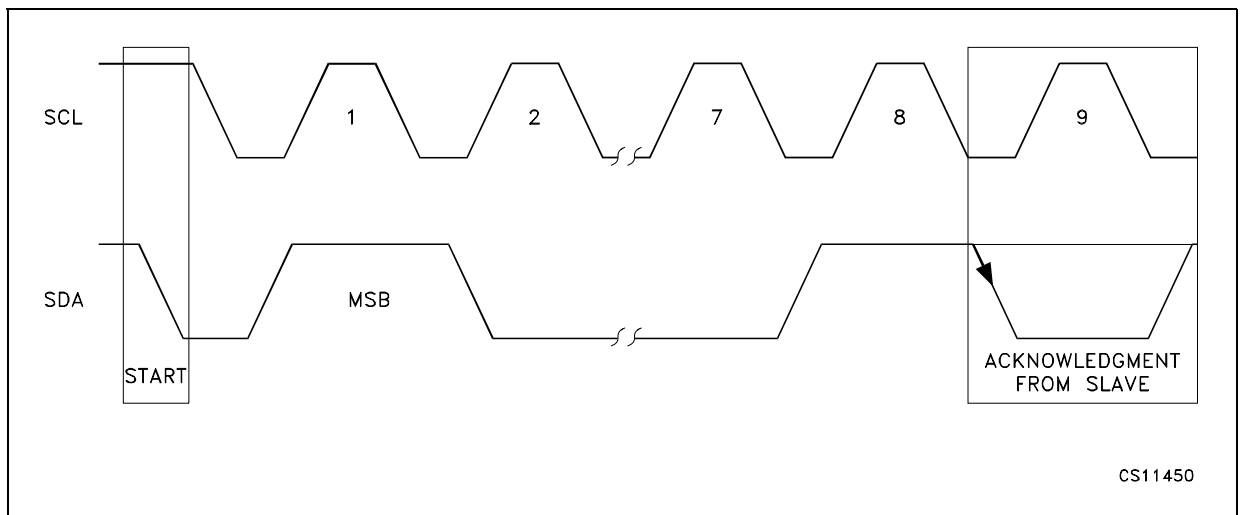 SCL
1
2
7
8
9
SDA
MSB
START
ACKNOWLEDGMENT
FROM SLAVE
CS11450